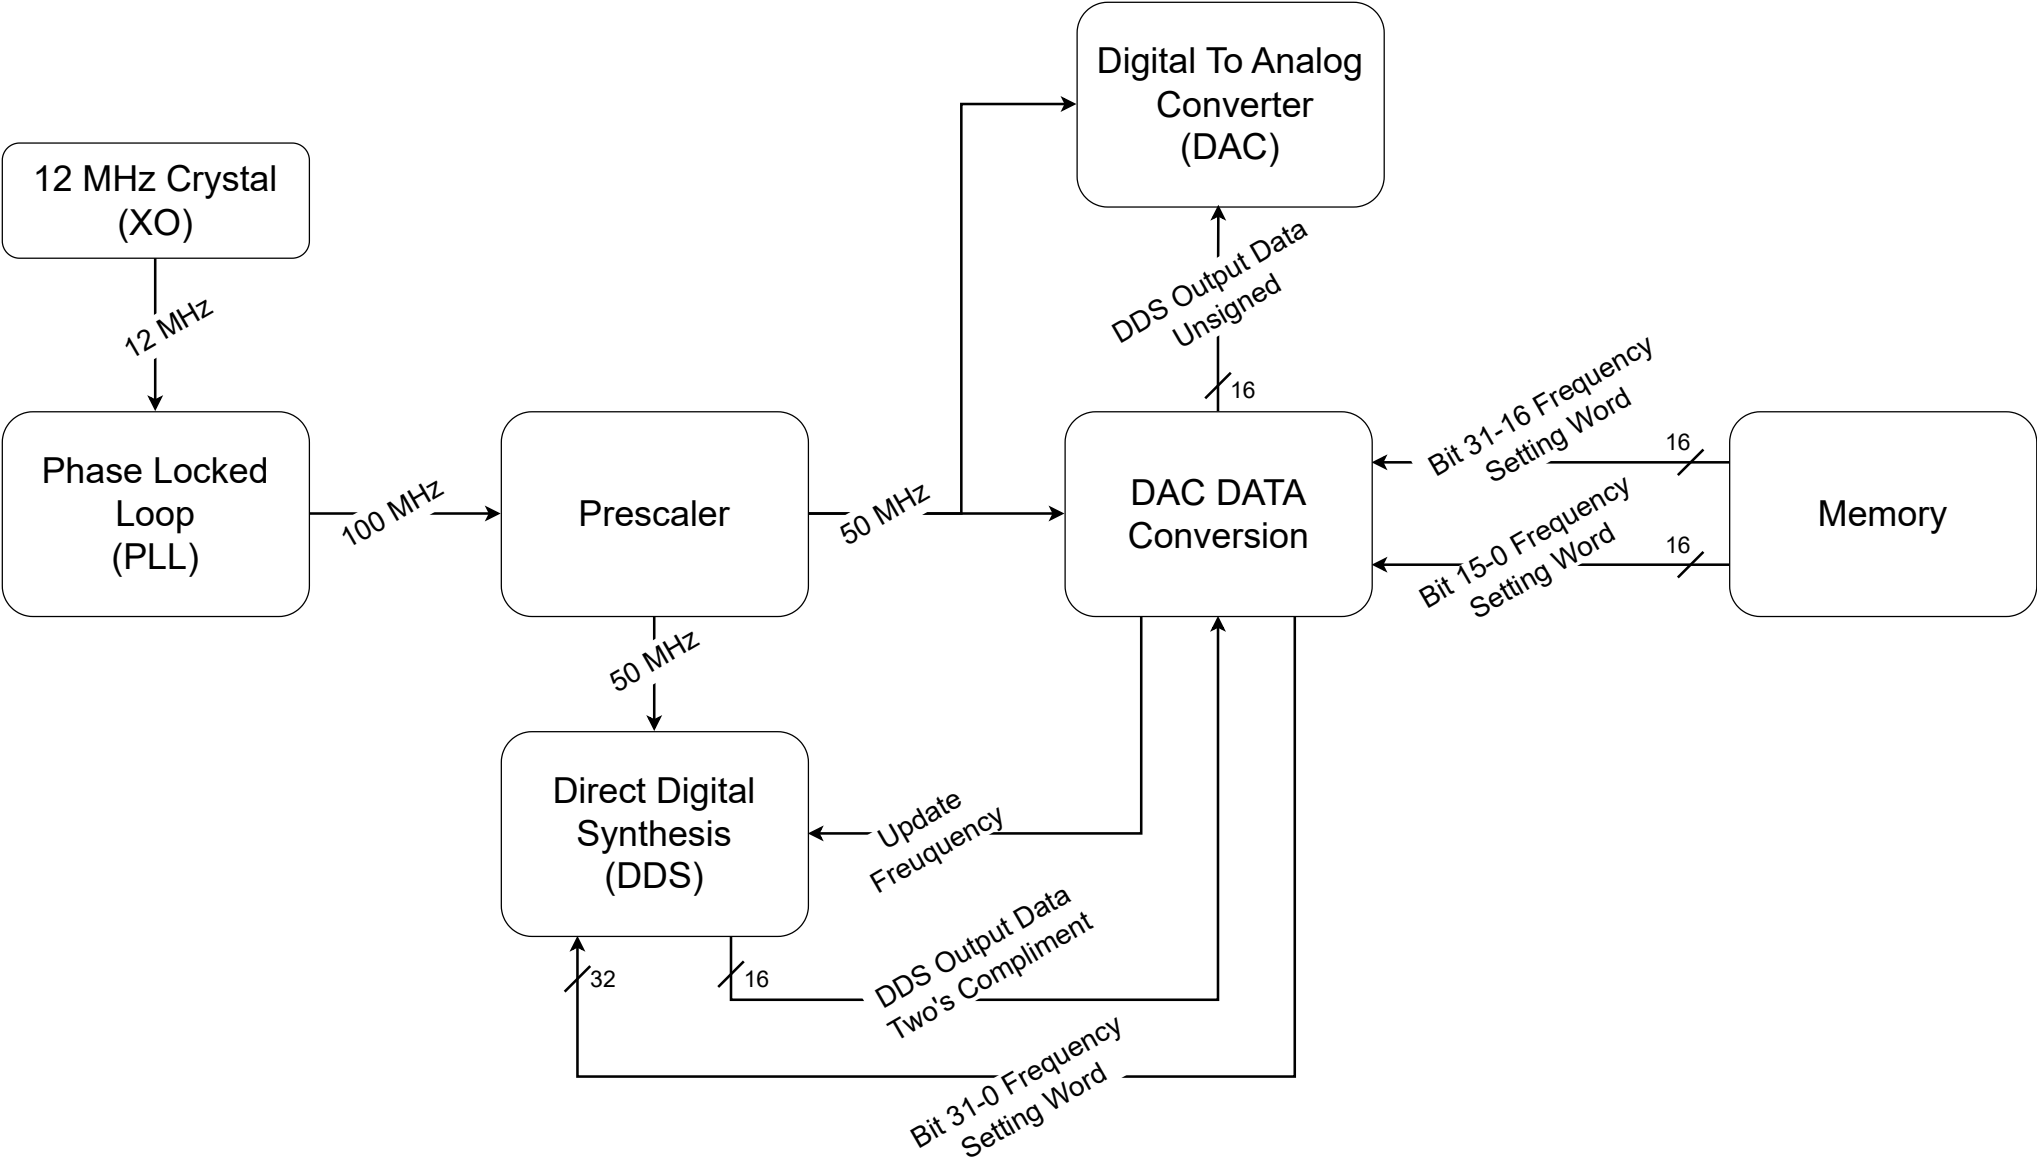 Digital To Analog
Converter
(DAC)
12 MHz Crystal
(XO)
12 MHz
DDS Output Data
Unsigned
16
Phase Locked
Loop
(PLL)
100 MHz
Prescaler
50 MHz
DAC DATA
Conversion
Bit 31-16 Frequency
Setting Word
16
Bit 15-0 Frequency
Setting Word
16
Memory
50 MHz
Direct Digital
Synthesis
(DDS)
Update
Freuquency
32
16
DDS Output Data
Two's Compliment
Bit 31-0 Frequency
Setting Word